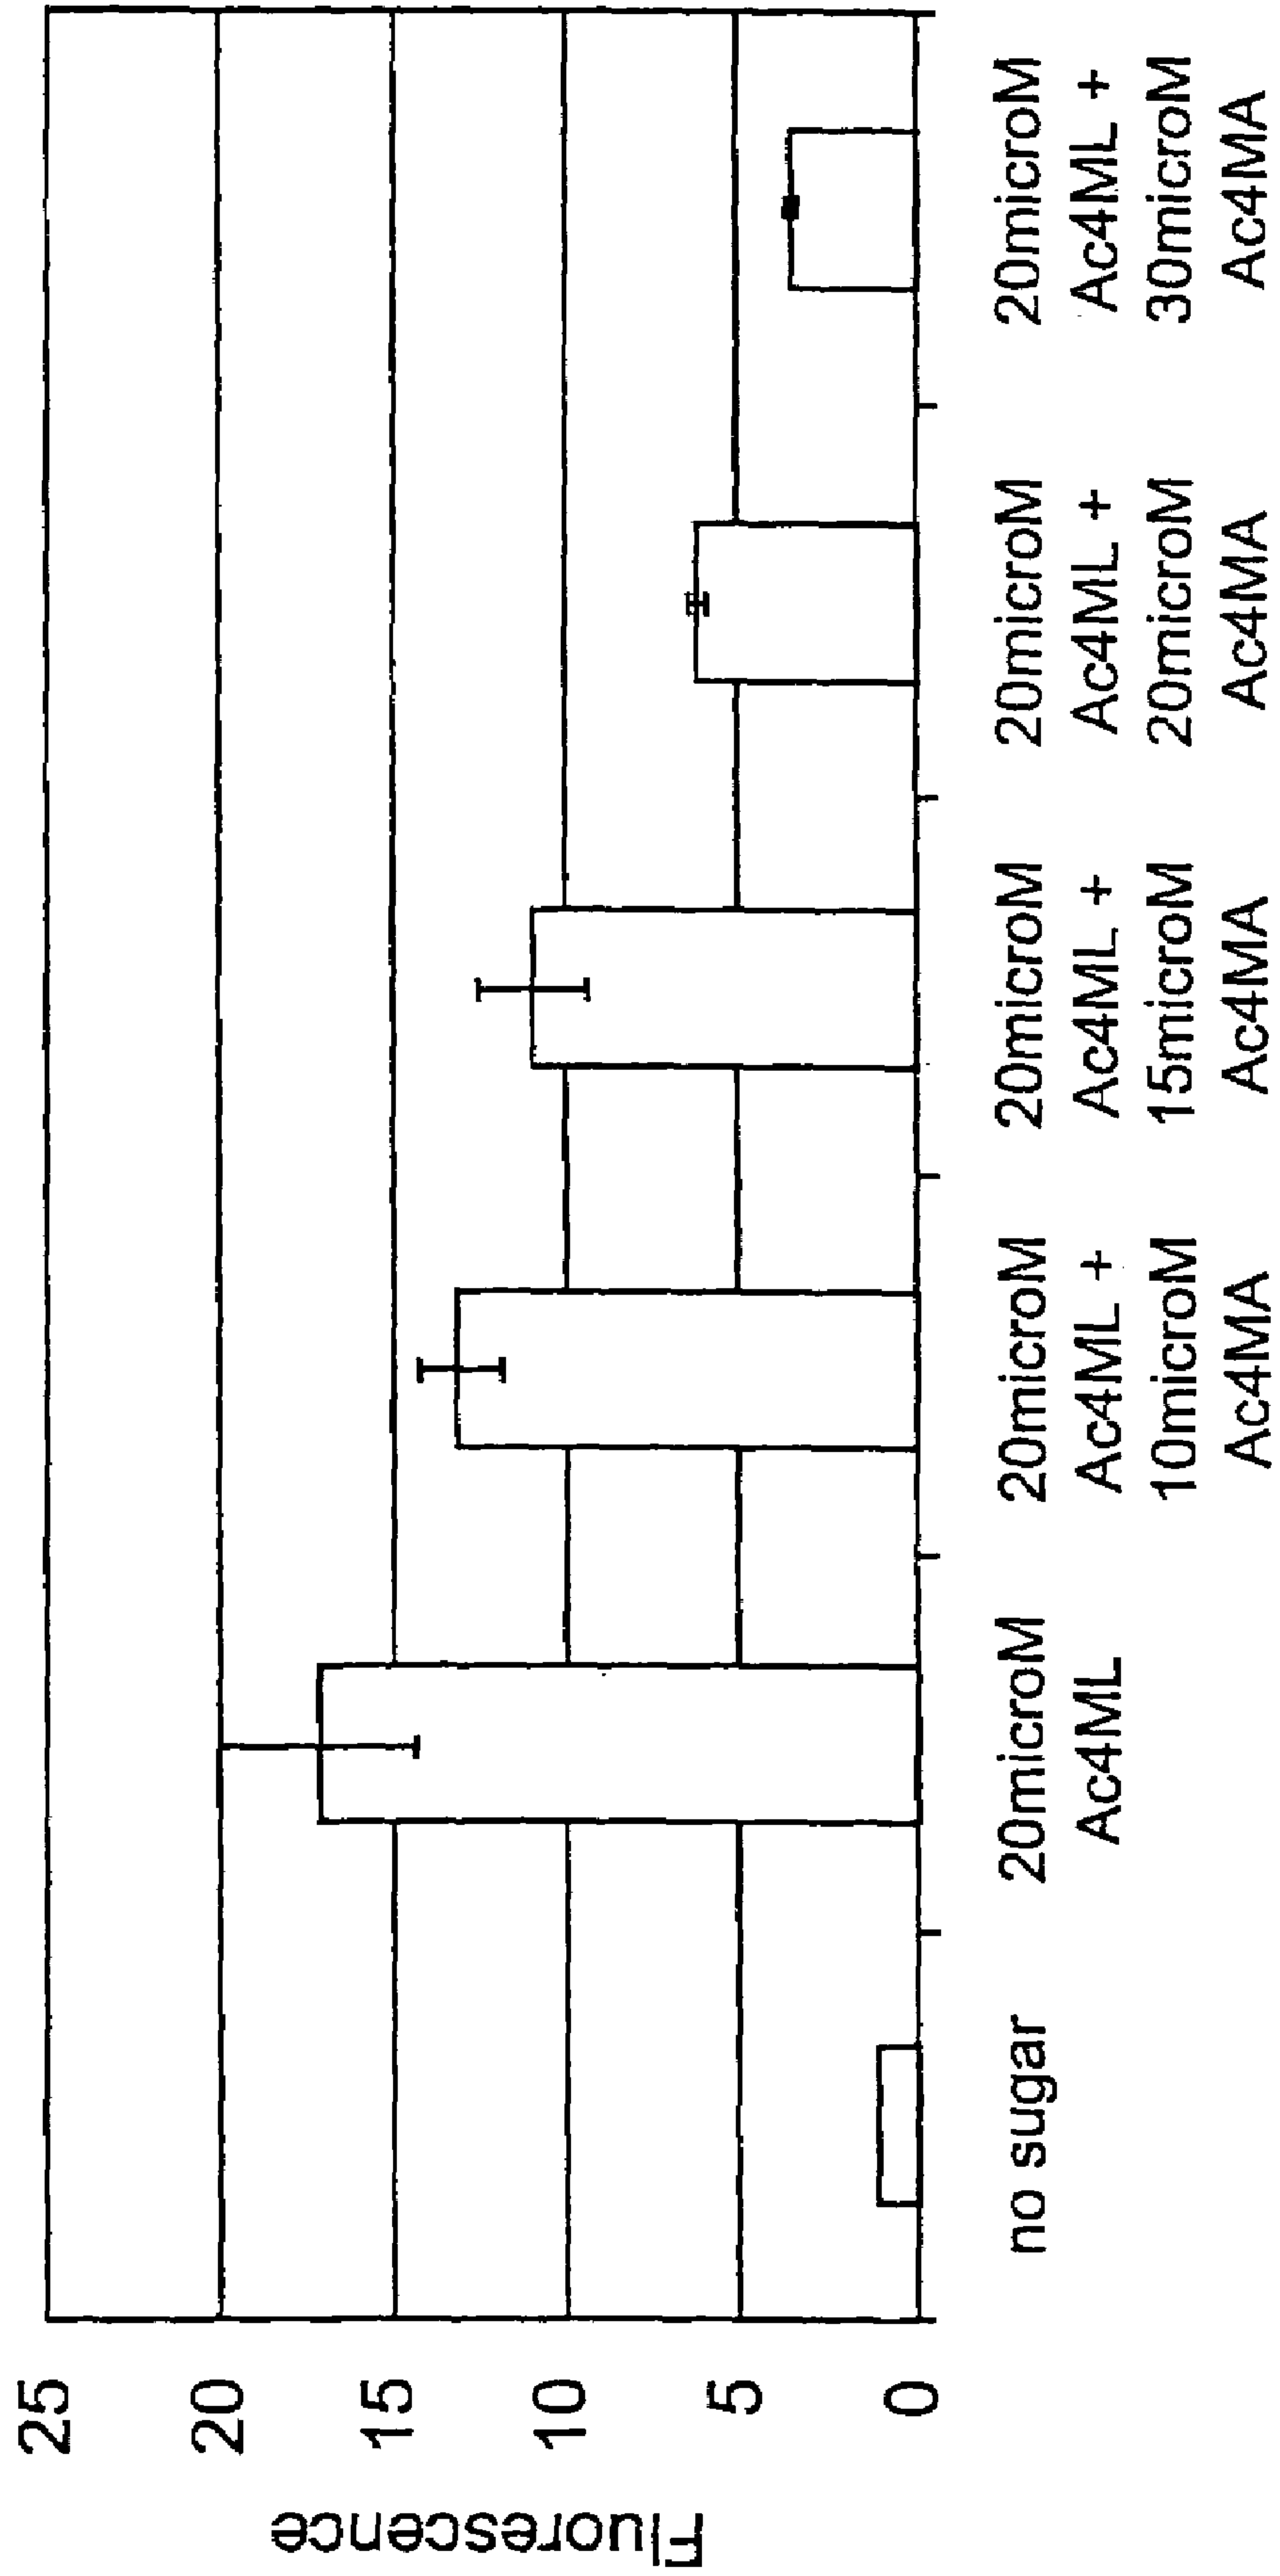 Fluorescence
25
20
15
10
5
0
no sugar
20microM
Ac4ML
20microM
Ac4ML +
10microM
Ac4MA
20microM
Ac4ML +
15microM
Ac4MA
20microM
Ac4ML +
20microM
Ac4MA
20microM
Ac4ML +
30microM
Ac4MA